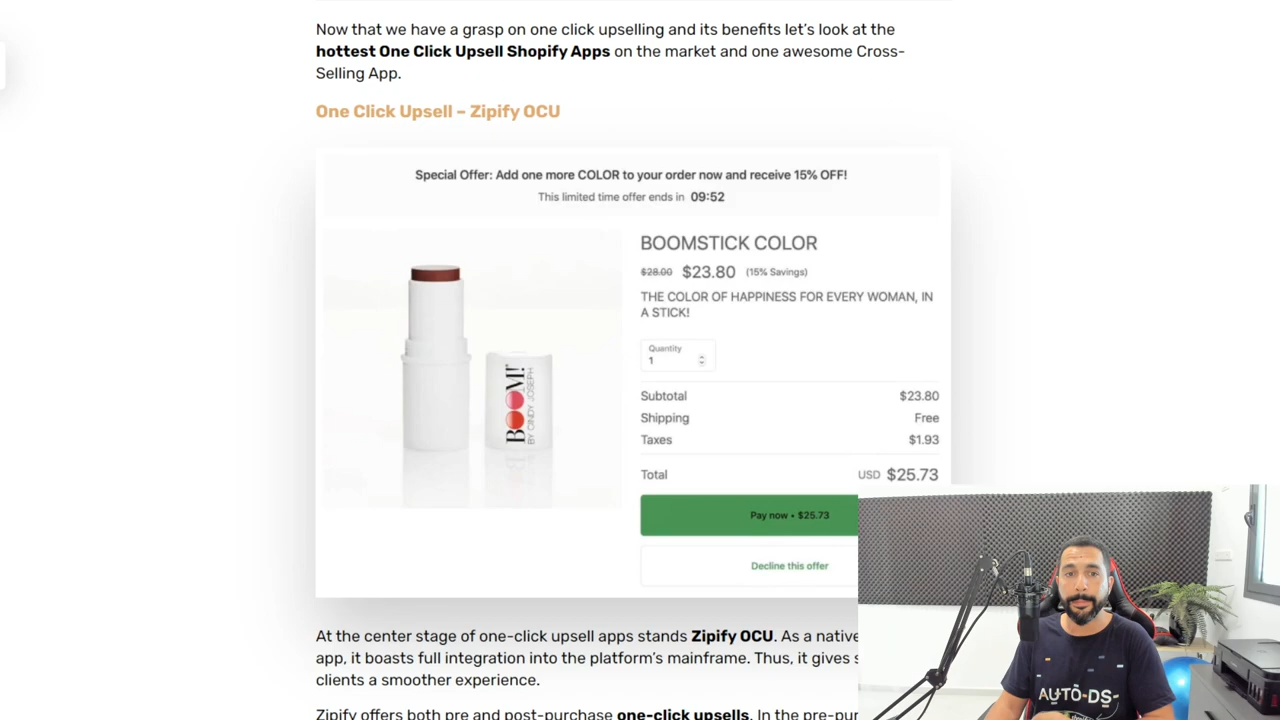 Now that we have a grasp on one click upselling and its benefits let's look at the
hottest One Click Upsell Shopify Apps on the market and one awesome Cross-
Selling App.
One Click Upsell – Zipify OCU
Special Offer: Add one more COLOR to your order now and receive 15% OFF!
This limited time offer ends in 09:52
BOOMSTICK COLOR
$28.00 $23.80 (15% Savings)
THE COLOR OF HAPPINESS FOR EVERY WOMAN, IN
A STICK!
Quantity
1
Subtotal $23.80
Shipping Free
Taxes $1.93
Total USD $25.73
Pay now • $25.73
Decline this offer
BOOM!
BY CINDY JOSEPH
At the center stage of one-click upsell apps stands Zipify OCU. As a native
app, it boasts full integration into the platform's mainframe. Thus, it gives s
clients a smoother experience.
Zipify offers both pre and post-purchase one-click upsells. In the pre-pur
AUTO-DS-